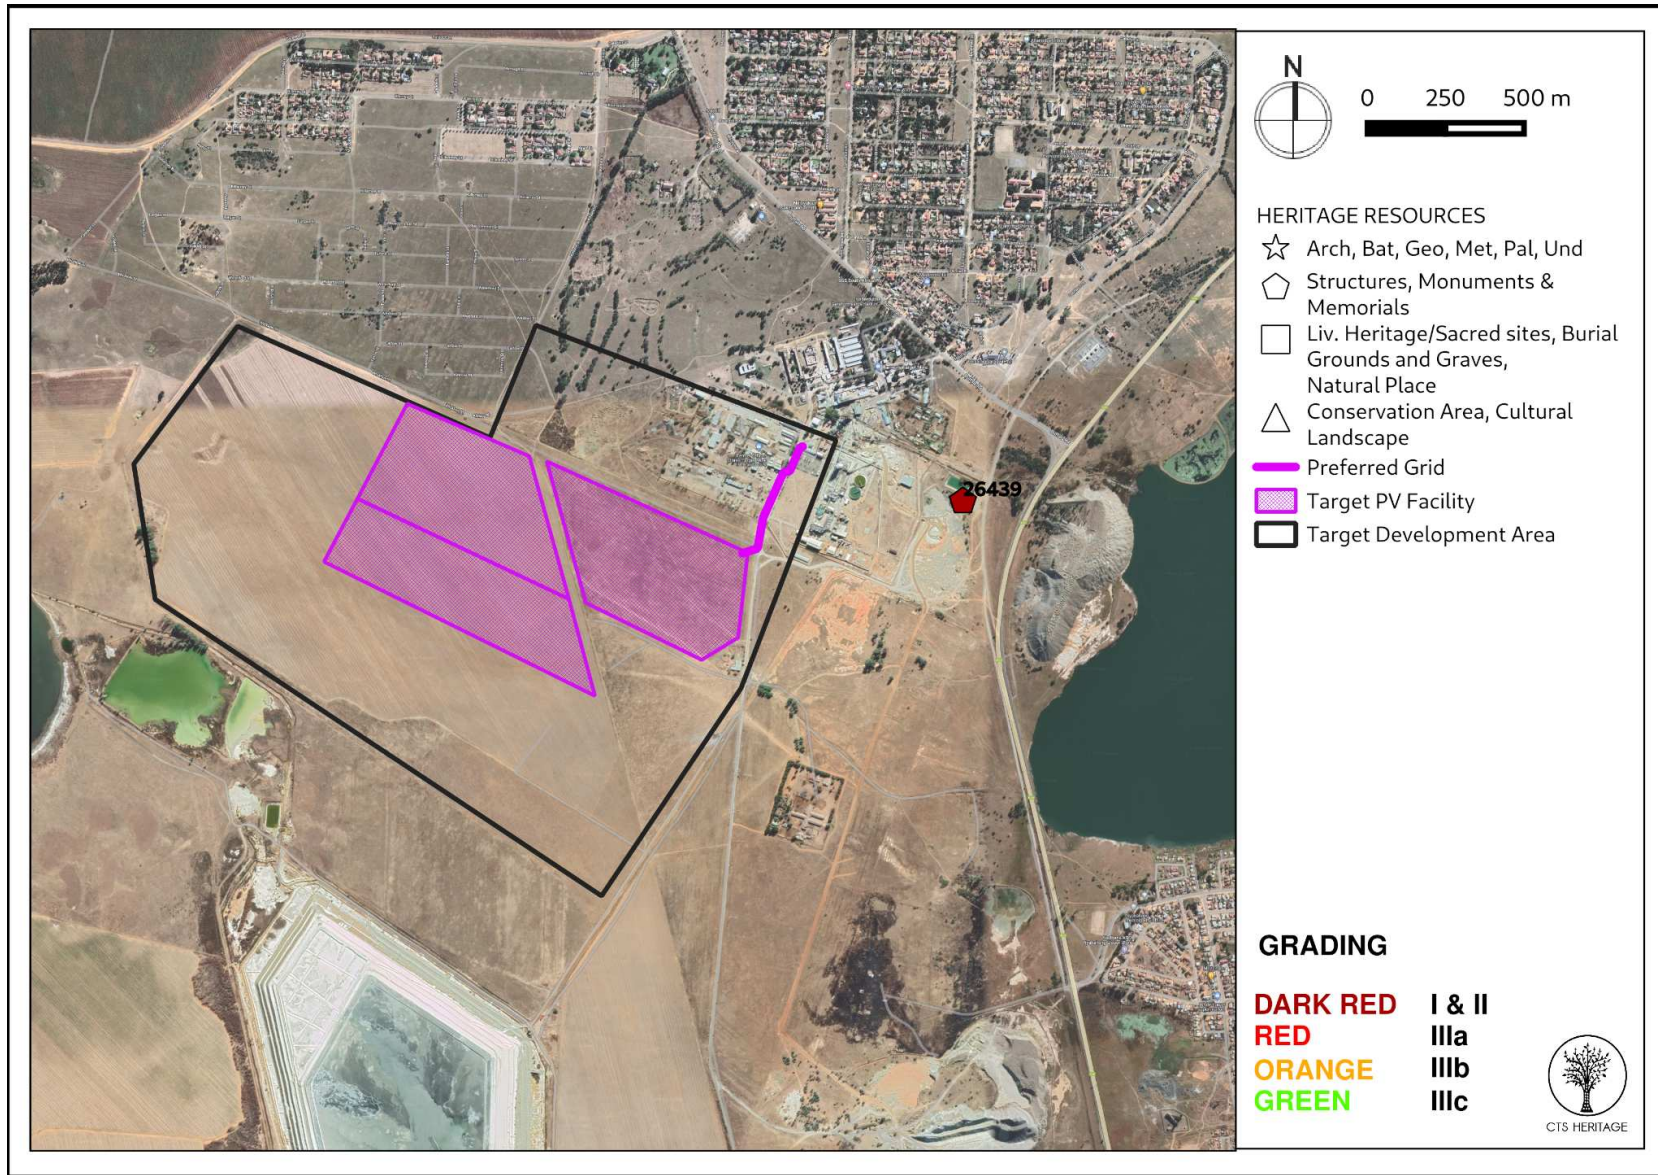 N
0 250 500 m
HERITAGE RESOURCES
Arch, Bat, Geo, Met, Pal, Und
Structures, Monuments &
Memorials
Liv. Heritage/Sacred sites, Burial
Grounds and Graves,
Natural Place
Conservation Area, Cultural
Landscape
Preferred Grid
Target PV Facility
Target Development Area
26439
GRADING
DARK RED I & II
RED IIIa
ORANGE IIIb
GREEN IIIc
CTS HERITAGE